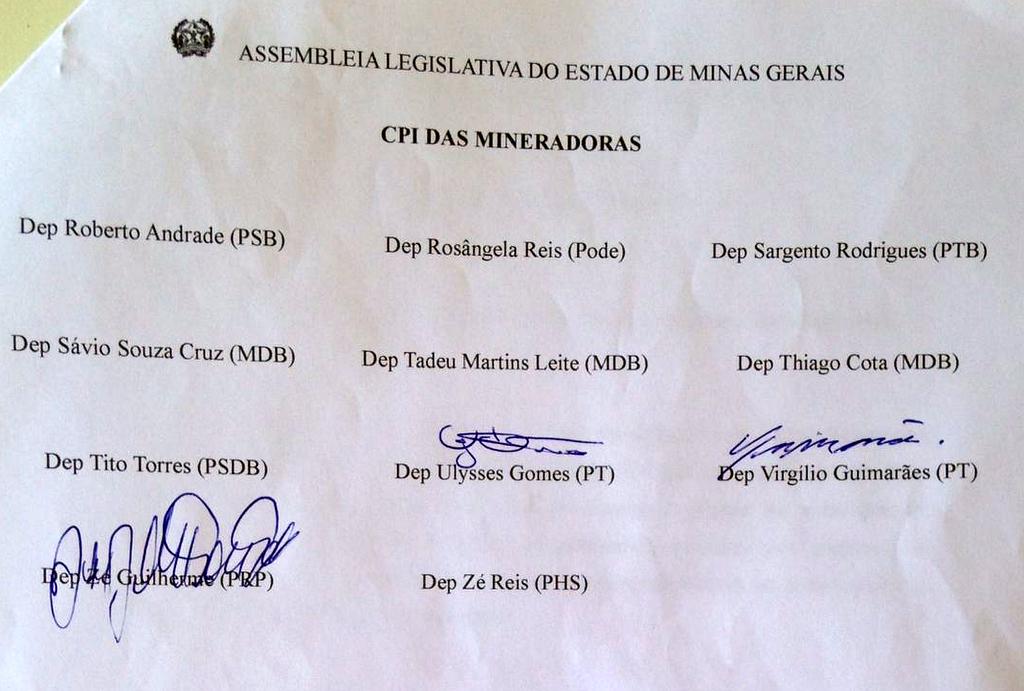 ASSEMBLEIA LEGISLATIVA DO ESTADO DE MINAS GERAIS
CPI DAS MINERADORAS
Dep Roberto Andrade (PSB) Dep Rosângela Reis (Pode) Dep Sargento Rodrigues (PTB)
Dep Sávio Souza Cruz (MDB) Dep Tadeu Martins Leite (MDB) Dep Thiago Cota (MDB)
Dep Tito Torres (PSDB) Dep Ulysses Gomes (PT) Dep Virgílio Guimarães (PT)
Dep Zé Guilherme (PRP) Dep Zé Reis (PHS)